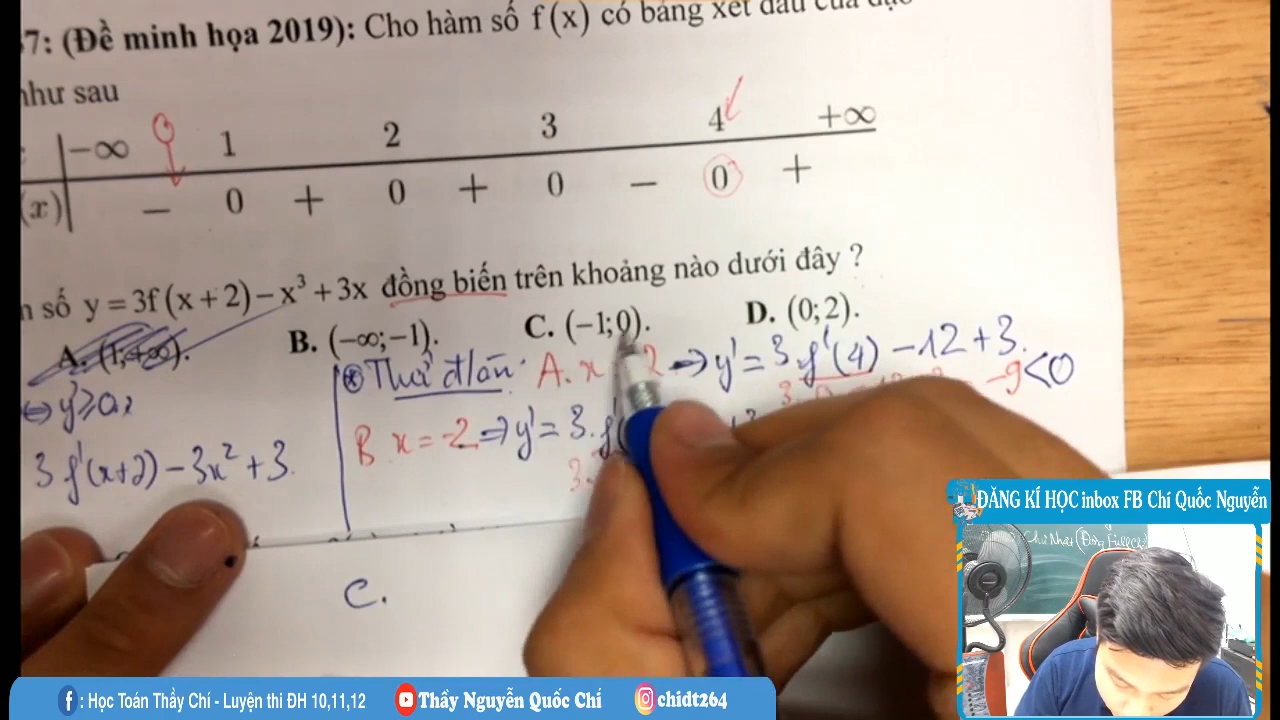 37: (Đề minh họa 2019): Cho hàm số f(x) có bảng xét dấu của đạo
như sau
−∞ 1 2 3 4 +∞
(x) − 0 + 0 + 0 − 0 +
n số y = 3f(x+2) − x³ + 3x đồng biến trên khoảng nào dưới đây ?
A. (1;+∞). B. (−∞;−1). C. (−1;0). D. (0;2).
⇔ y' ≥ 0
3f'(x+2) − 3x² + 3.
⊛ Thử đ/án: A. x 2 → y' = 3.f'(4) − 12 + 3.
−9 < 0
B x = −2 ⇒ y' = 3.f'
3.
C.
ĐĂNG KÍ HỌC inbox FB Chí Quốc Nguyễn
: Học Toán Thầy Chí - Luyện thi ĐH 10,11,12
Thầy Nguyễn Quốc Chí
chidt264